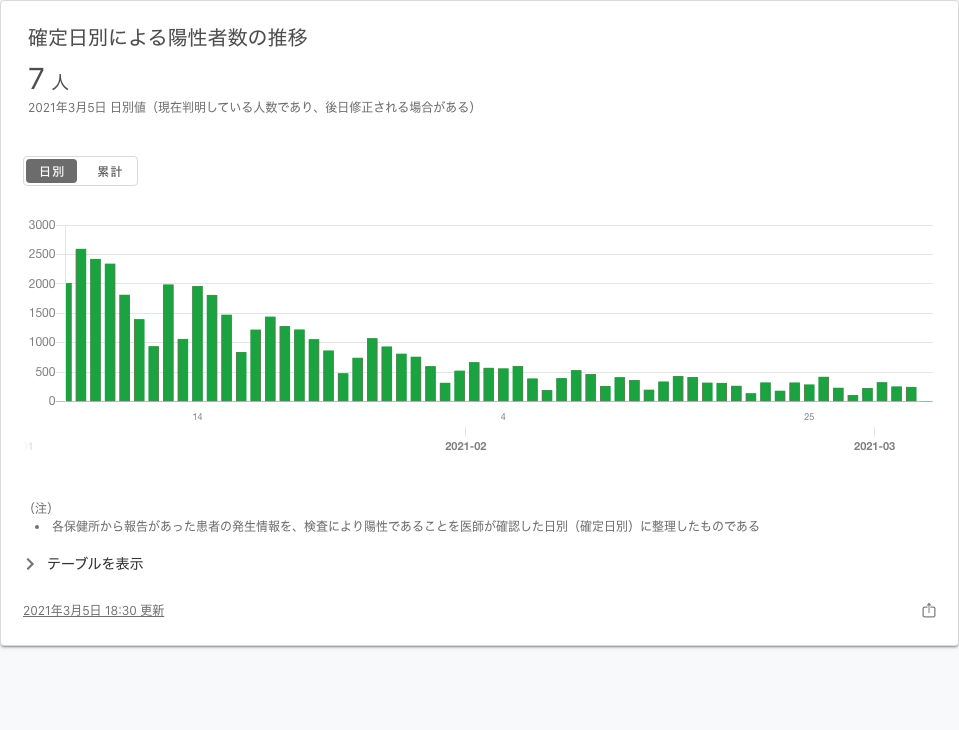 確定日別による陽性者数の推移
7 人
2021年3月5日 日別値（現在判明している人数であり、後日修正される場合がある）
日別 累計
3000
2500
2000
1500
1000
500
0
14 4 25
2021-02 2021-03
（注）
• 各保健所から報告があった患者の発生情報を、検査により陽性であることを医師が確認した日別（確定日別）に整理したものである
テーブルを表示
2021年3月5日 18:30 更新